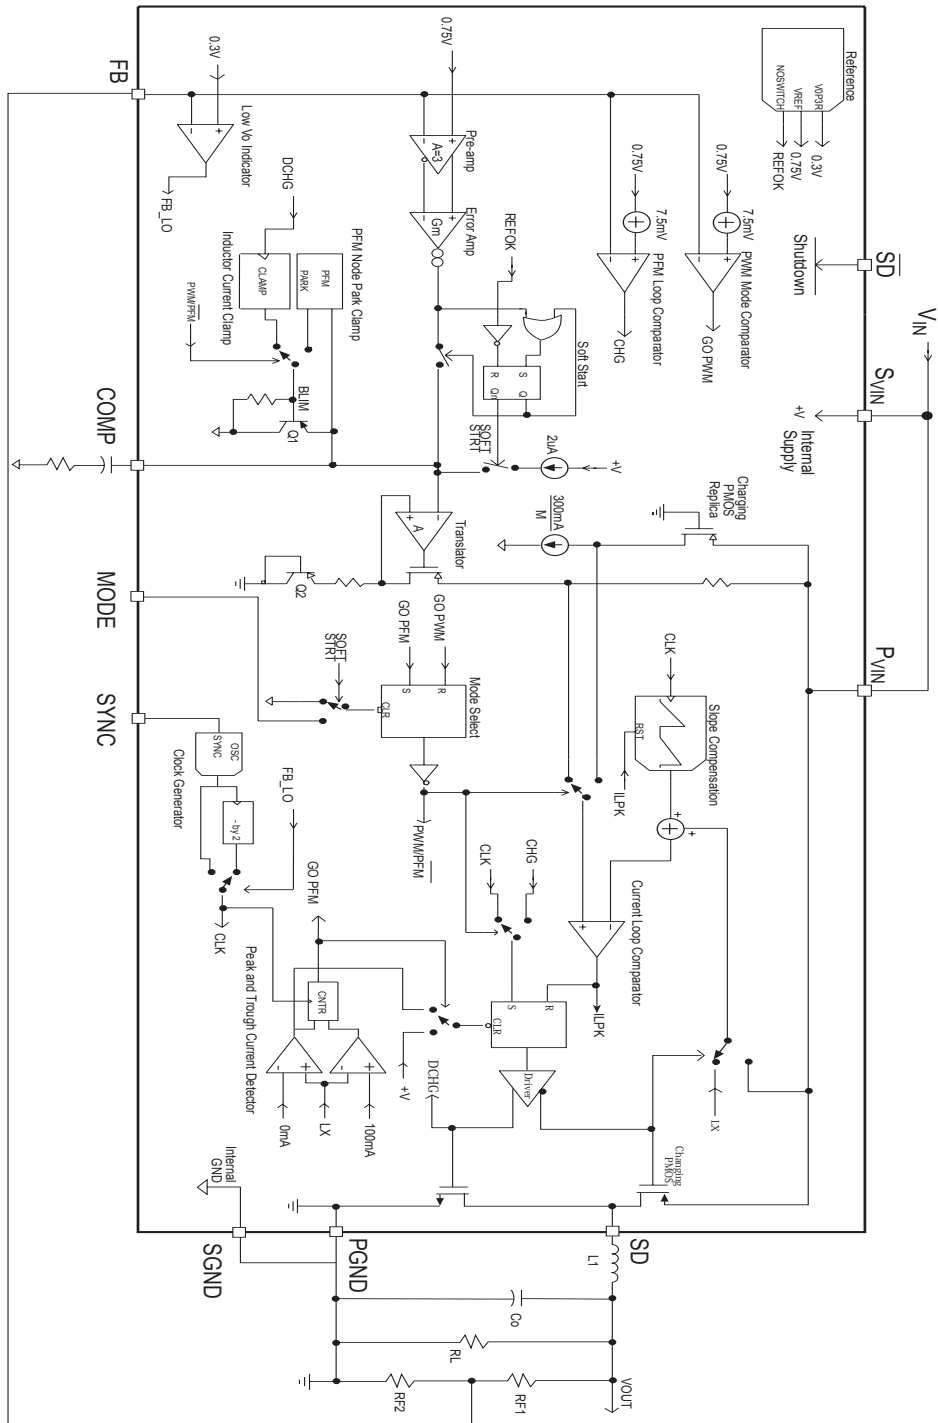 FB
COMP
MODE
SYNC
SGND
PGND
SD
SD
VIN
SVIN
PVIN
0.3V
+
-
Low Vo Indicator
FB_LO
0.75V
Pre-amp
+
-
A=3
Error Amp
+
-
Gm
REFOK
Soft Start
R
S
Qn
Q
SOFT
STRT
2uA
+V
0.75V
7.5mV
+
-
PFM Loop Comparator
CHG
0.75V
7.5mV
+
-
PWM Mode Comparator
GO PWM
Reference
V0P3R
VREF
NOSWITCH
0.3V
0.75V
REFOK
Shutdown
+V
Internal
Supply
DCHG
CLAMP
Inductor Current Clamp
PFM
PARK
PFM Node Park Clamp
PWM/PFM
BLIM
Q1
Translator
+
-
A
Q2
300mA
M
Charging
PMOS
Replica
GO PWM
GO PFM
Mode Select
R
S
CLR
SOFT
STRT
PWM/PFM
CLK
Slope Compensation
RST
ILPK
+
+
Current Loop Comparator
+
-
ILPK
CHG
CLK
R
S
CLR
Driver
DCHG
+V
OSC
SYNC
Clock Generator
- by 2
FB_LO
CLK
GO PFM
CNTR
Peak and Trough Current Detector
-
+
-
+
0mA
LX
100mA
LX
Changing
PMOS
Internal
GND
L1
Co
RL
RF1
RF2
VOUT